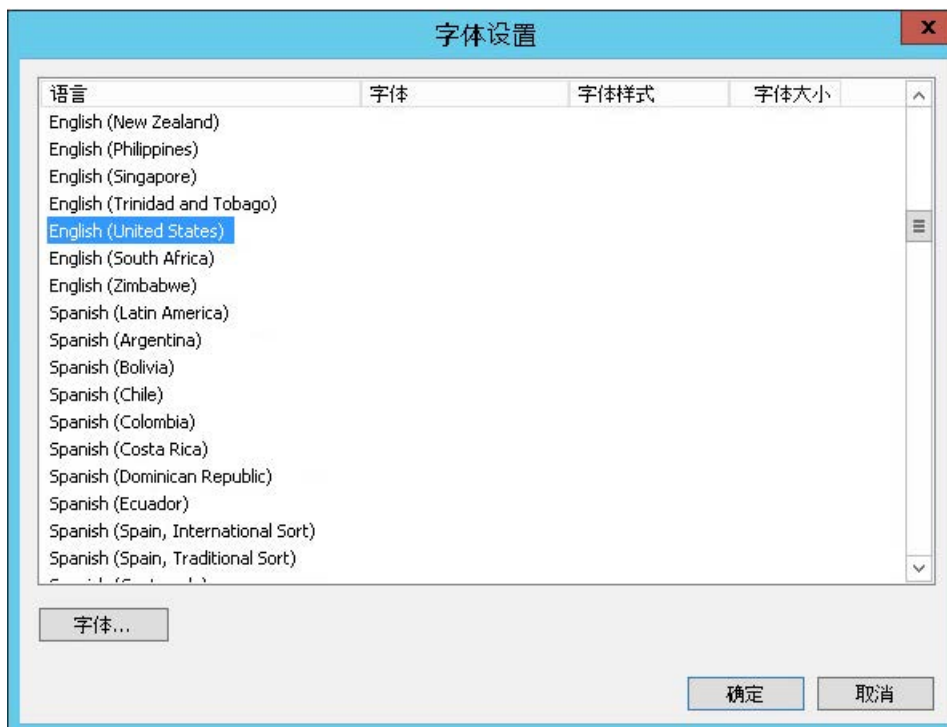 字体设置
语言 字体 字体样式 字体大小
English (New Zealand)
English (Philippines)
English (Singapore)
English (Trinidad and Tobago)
English (United States)
English (South Africa)
English (Zimbabwe)
Spanish (Latin America)
Spanish (Argentina)
Spanish (Bolivia)
Spanish (Chile)
Spanish (Colombia)
Spanish (Costa Rica)
Spanish (Dominican Republic)
Spanish (Ecuador)
Spanish (Spain, International Sort)
Spanish (Spain, Traditional Sort)
字体...
确定 取消